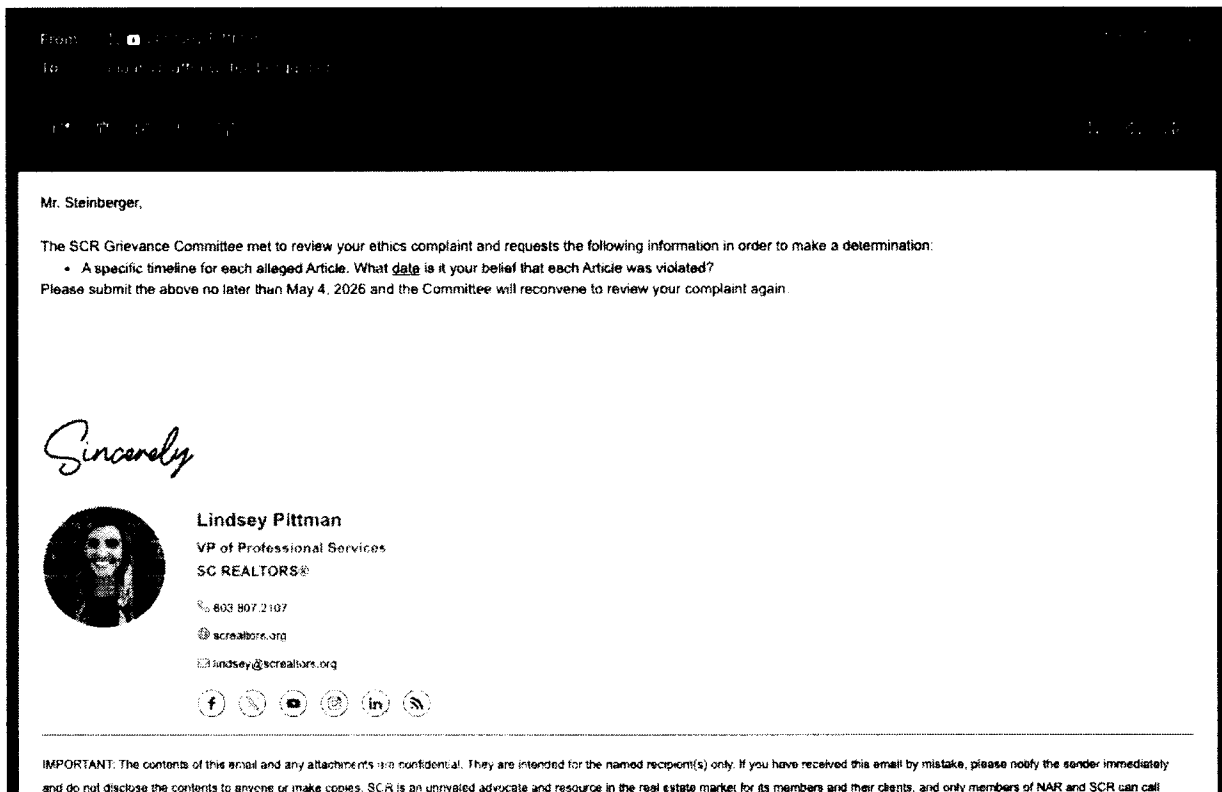 From
To
Mr. Steinberger,
The SCR Grievance Committee met to review your ethics complaint and requests the following information in order to make a determination:
• A specific timeline for each alleged Article. What date is it your belief that each Article was violated?
Please submit the above no later than May 4, 2026 and the Committee will reconvene to review your complaint again.
Sincerely
Lindsey Pittman
VP of Professional Services
SC REALTORS®
803.807.2107
screaltors.org
lindsey@screaltors.org
IMPORTANT: The contents of this email and any attachments are confidential. They are intended for the named recipient(s) only. If you have received this email by mistake, please notify the sender immediately
and do not disclose the contents to anyone or make copies. SCR is an unrivaled advocate and resource in the real estate market for its members and their clients, and only members of NAR and SCR can call